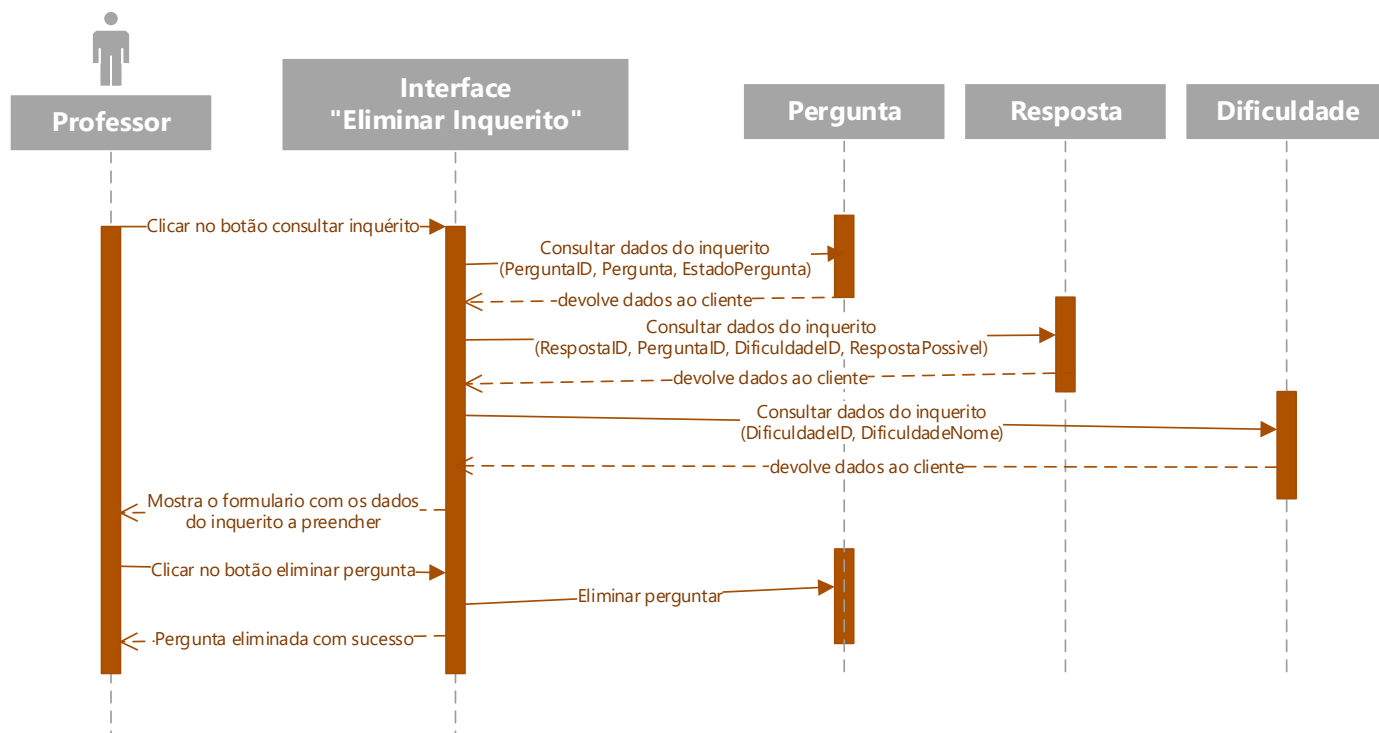 Professor
Interface
"Eliminar Inquerito"
Pergunta
Resposta
Dificuldade
Clicar no botão consultar inquérito
Consultar dados do inquerito
(PerguntaID, Pergunta, EstadoPergunta)
devolve dados ao cliente
Consultar dados do inquerito
(RespostaID, PerguntaID, DificuldadeID, RespostaPossivel)
devolve dados ao cliente
Consultar dados do inquerito
(DificuldadeID, DificuldadeNome)
devolve dados ao cliente
Mostra o formulario com os dados
do inquerito a preencher
Clicar no botão eliminar pergunta
Eliminar perguntar
Pergunta eliminada com sucesso